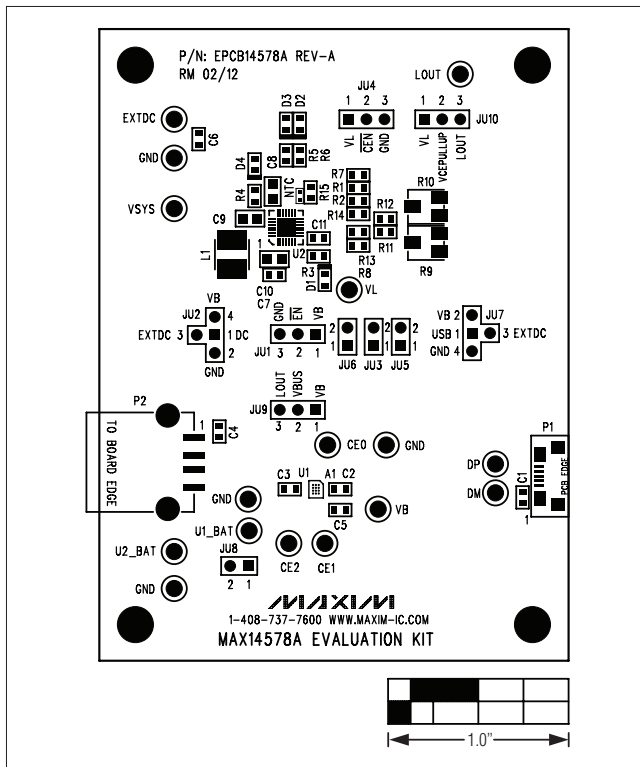 P/N: EPCB14578A REV-A
RM 02/12
LOUT
JU4
1 2 3
VL CEN GND
1 2 3
JU10
VL VCEPULLUP LOUT
EXTDC
C6
GND
D3 D2
D4
C8
R5
R6
NTC
R15
R4
VSYS
R7
R1
R2
R14
R10
R12
R11
R9
C9
L1
1
U2
C11
C10
C7
R3
D1
R13
R8
VL
VB
JU2 4
EXTDC 3 1 DC
2
GND
GND EN VB
JU1 3 2 1
2 1
JU6
2 1
JU3
2 1
JU5
VB 2 JU7
USB 1 3 EXTDC
GND 4
LOUT VBUS VB
JU9
3 2 1
P2
1
C4
TO BOARD EDGE
CE0 GND
P1
DP
DM
C1
PCB EDGE
1
C3 U1 A1 C2
C5
GND
VB
U1_BAT
U2_BAT
JU8
2 1
CE2 CE1
GND
MAXIM
1-408-737-7600 WWW.MAXIM-IC.COM
MAX14578A EVALUATION KIT
1.0”